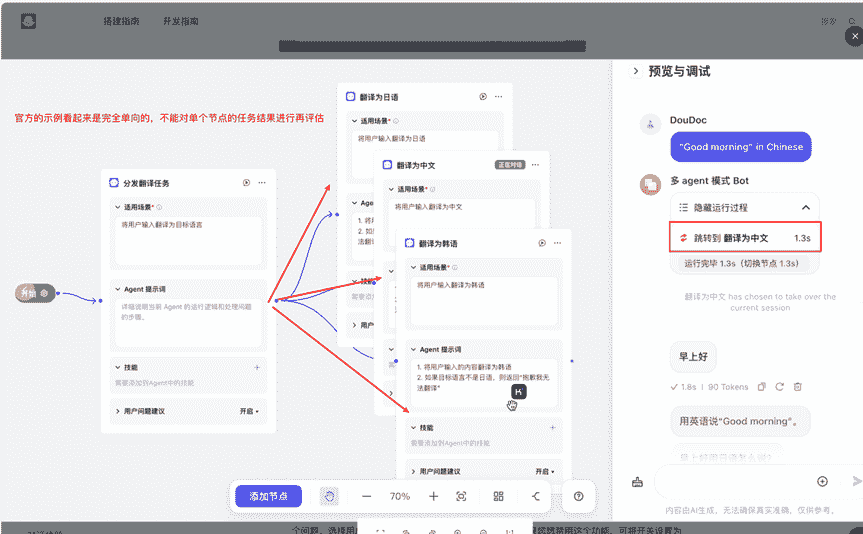 搭建指南
开发指南
官方的示例看起来是完全单向的，不能对单个节点的任务结果进行再评估
开始
分发翻译任务
适用场景*
将用户输入翻译为目标语言
Agent 提示词
详细说明当前 Agent 的运行逻辑和处理问题的步骤。
技能
需要添加到Agent中的技能
用户问题建议
开启
翻译为日语
适用场景*
将用户输入翻译为日语
翻译为中文
正在对话
适用场景*
将用户输入翻译为中文
翻译为韩语
适用场景*
将用户输入翻译为韩语
Agent 提示词
1. 将用户输入的内容翻译为韩语
2. 如果目标语言不是日语，则返回"抱歉我无
法翻译"
技能
需要添加到Agent中的技能
用户问题建议
开启
添加节点
70%
预览与调试
DouDoc
"Good morning" in Chinese
多 agent 模式 Bot
隐藏运行过程
跳转到 翻译为中文
1.3s
运行完毕 1.3s（切换节点 1.3s）
翻译为中文 has chosen to take over the
current session
早上好
1.8s | 90 Tokens
用英语说"Good morning"。
内容由AI生成，无法确保真实准确，仅供参考。